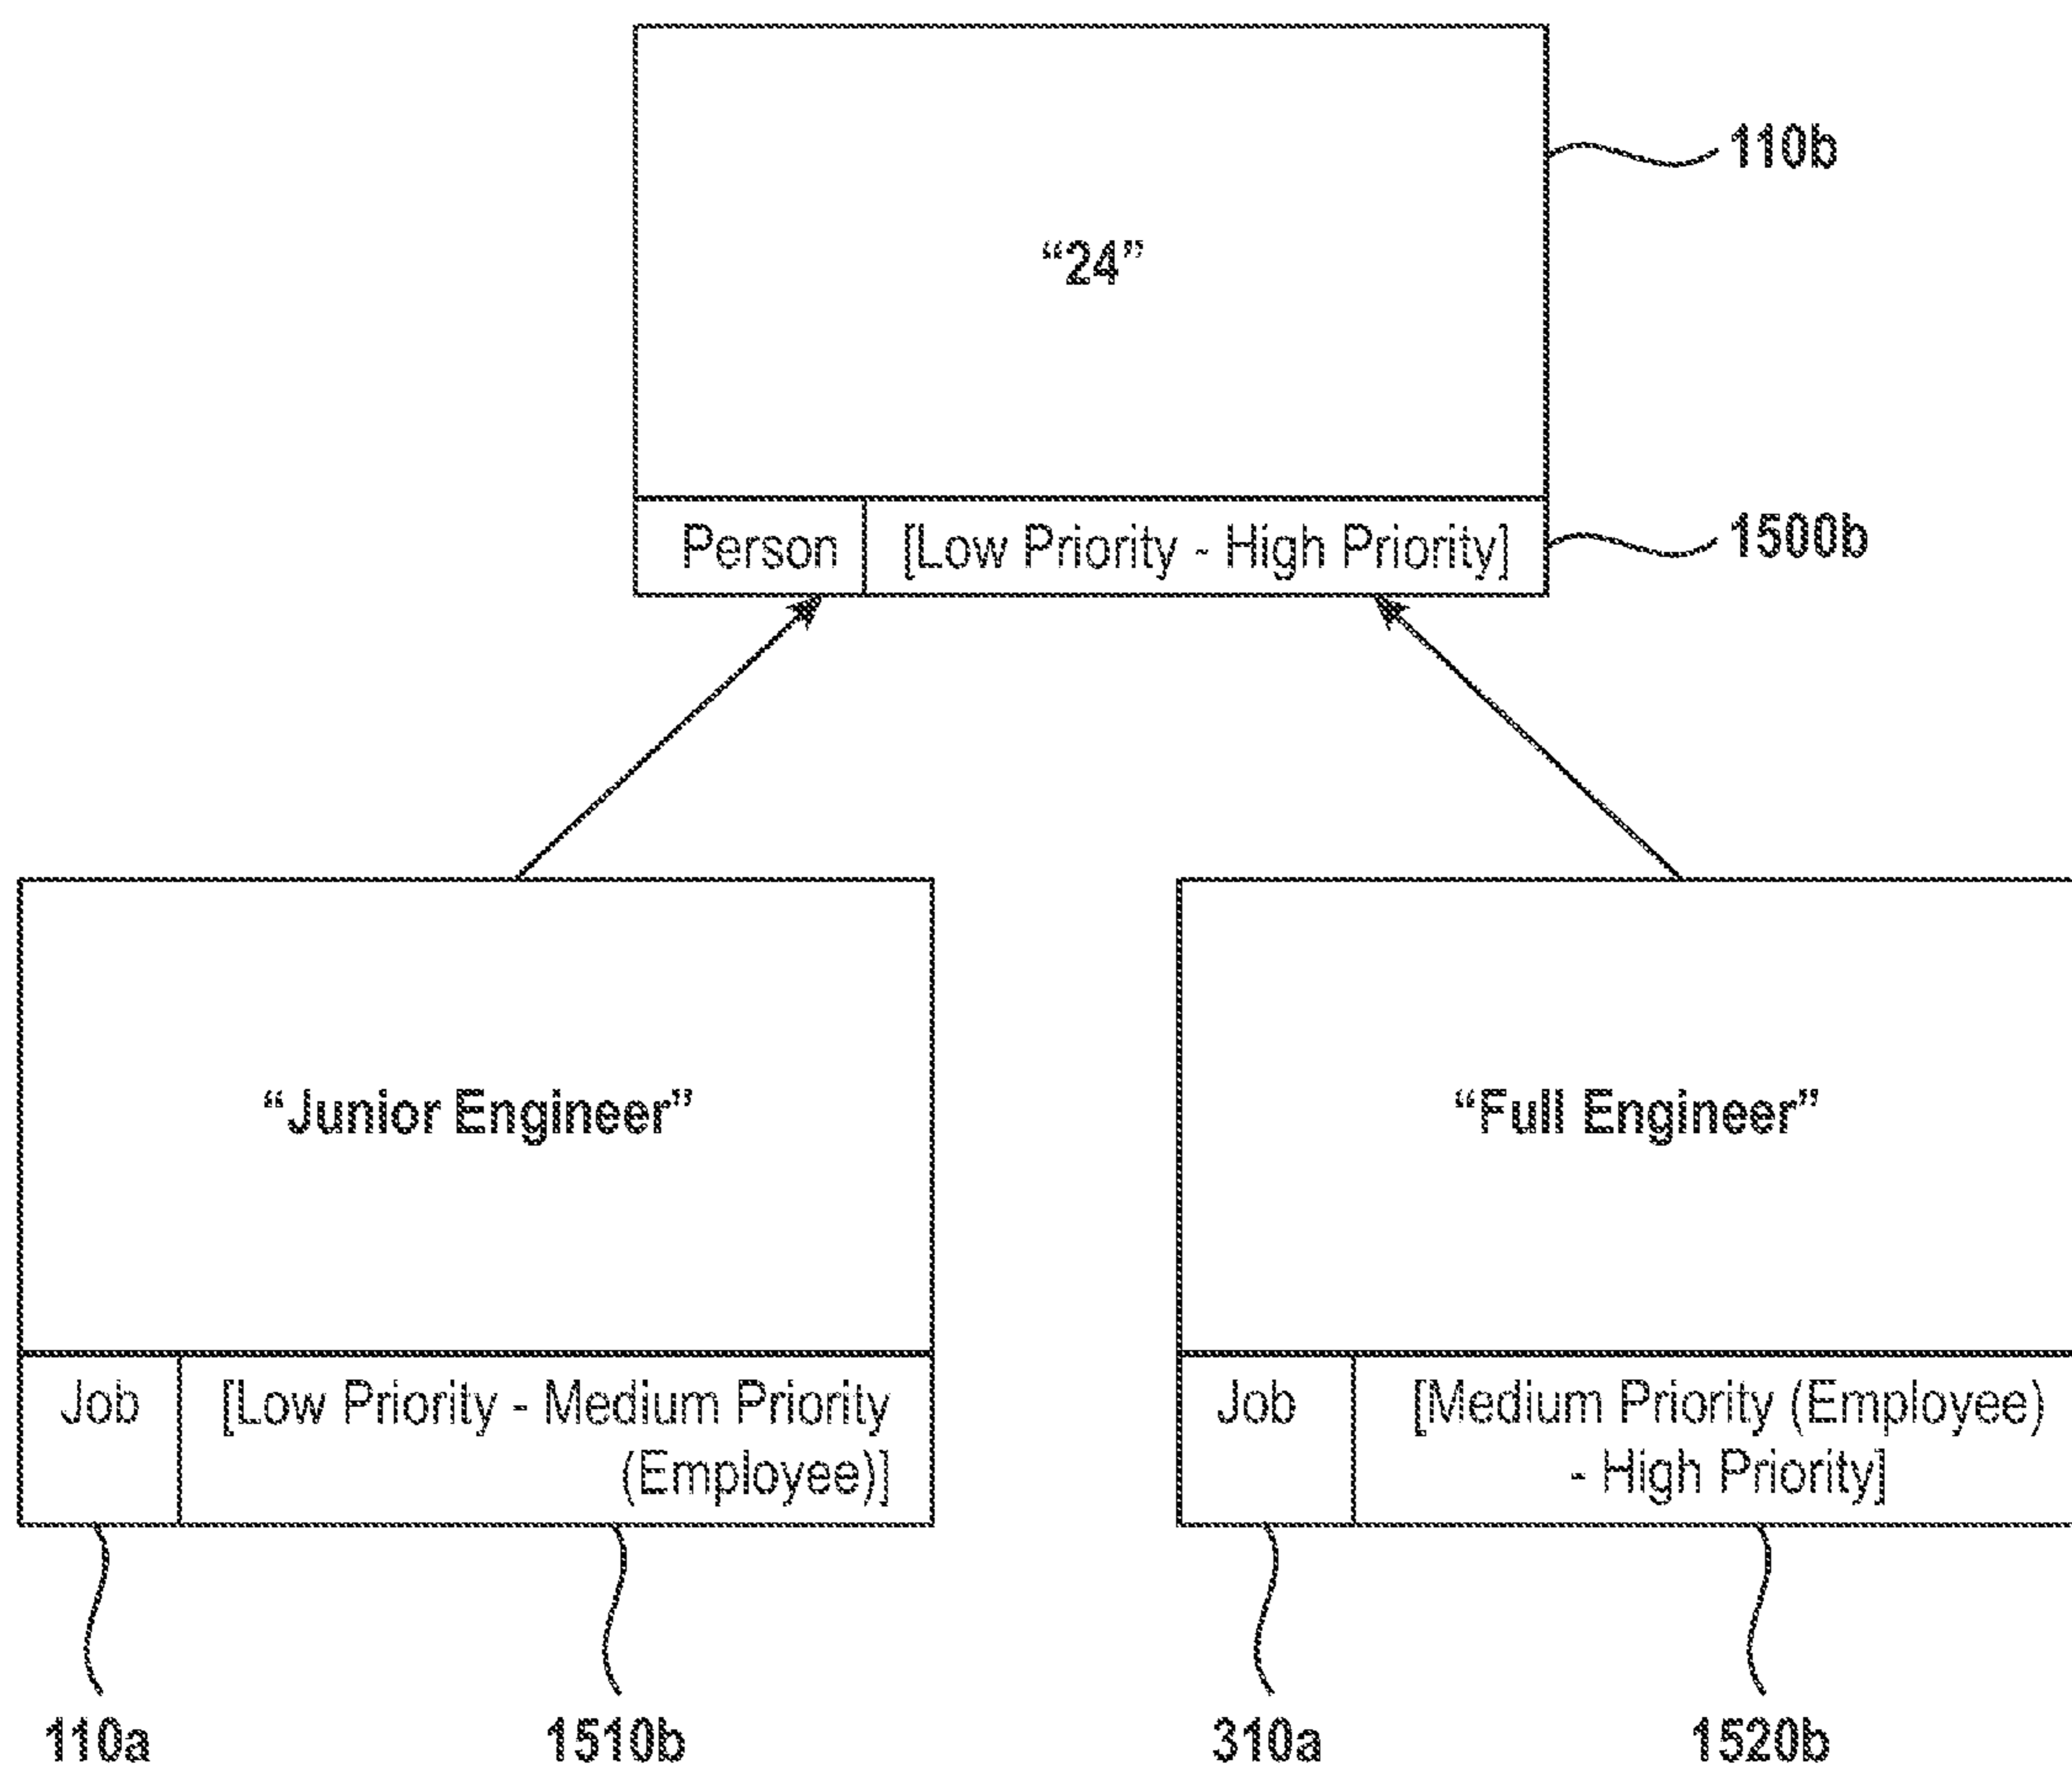 110b
“24”
Person [Low Priority - High Priority]
1500b
“Junior Engineer”
“Full Engineer”
Job [Low Priority - Medium Priority
(Employee)]
Job [Medium Priority (Employee)
- High Priority]
110a 1510b 310a 1520b